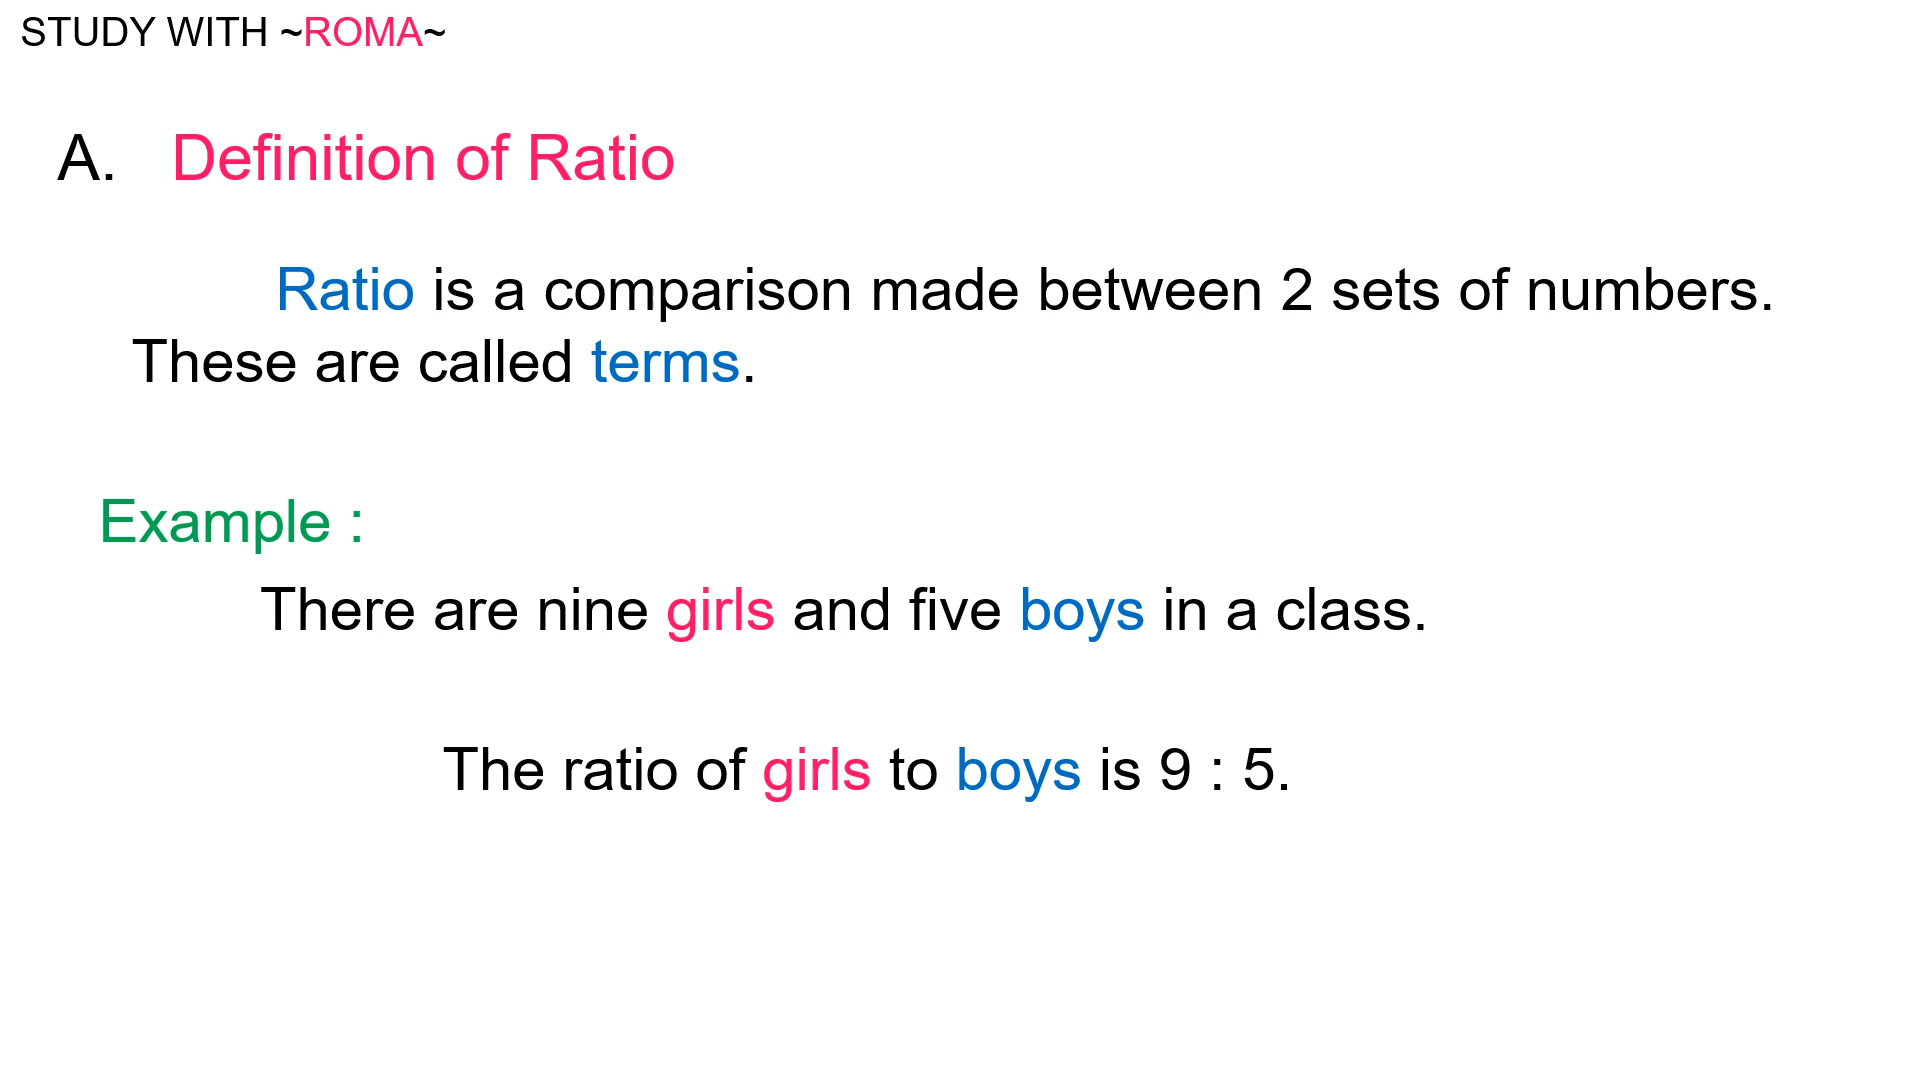 STUDY WITH ~ROMA~
A. Definition of Ratio
Ratio is a comparison made between 2 sets of numbers.
These are called terms.
Example :
There are nine girls and five boys in a class.
The ratio of girls to boys is 9 : 5.